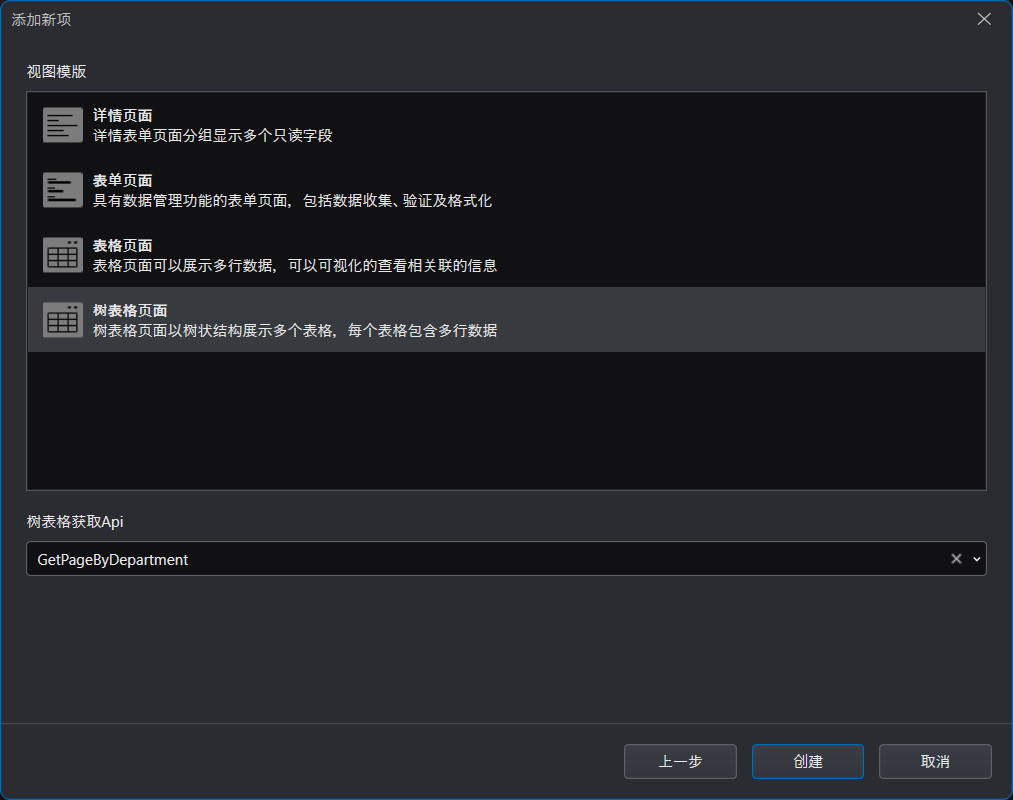 添加新项
视图模版
详情页面
详情表单页面分组显示多个只读字段
表单页面
具有数据管理功能的表单页面，包括数据收集、验证及格式化
表格页面
表格页面可以展示多行数据，可以可视化的查看相关联的信息
树表格页面
树表格页面以树状结构展示多个表格，每个表格包含多行数据
树表格获取Api
GetPageByDepartment
上一步
创建
取消